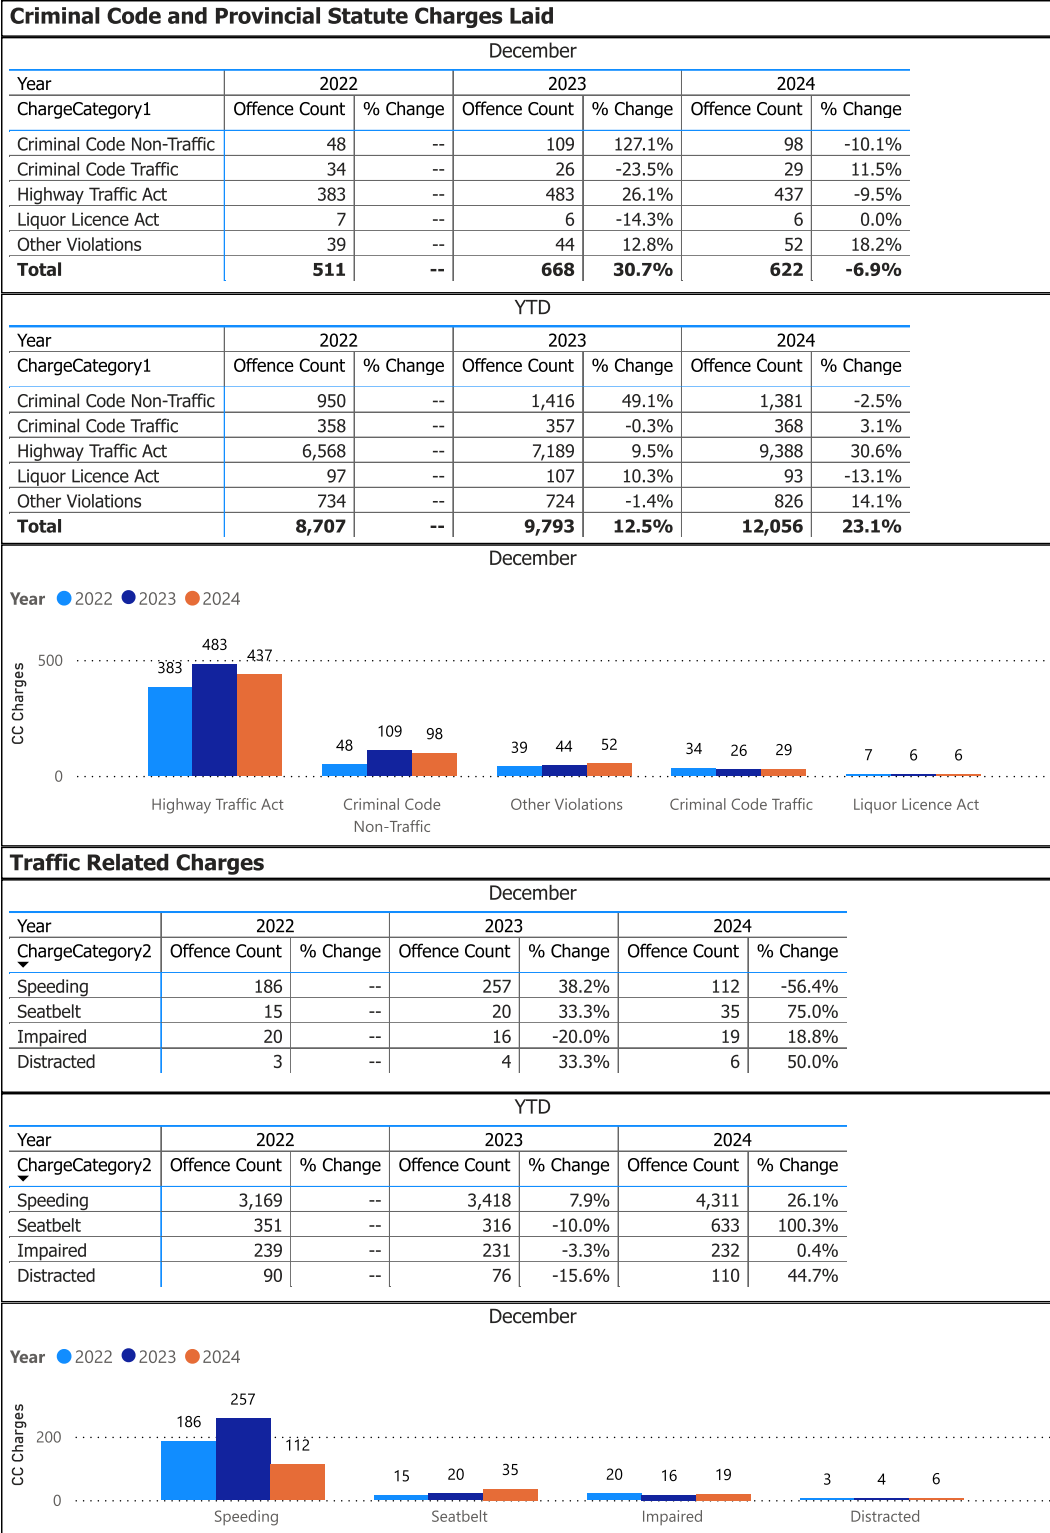 Criminal Code and Provincial Statute Charges Laid
December
Year 2022 2023 2024
ChargeCategory1 Offence Count % Change Offence Count % Change Offence Count % Change
Criminal Code Non-Traffic 48 -- 109 127.1% 98 -10.1%
Criminal Code Traffic 34 -- 26 -23.5% 29 11.5%
Highway Traffic Act 383 -- 483 26.1% 437 -9.5%
Liquor Licence Act 7 -- 6 -14.3% 6 0.0%
Other Violations 39 -- 44 12.8% 52 18.2%
Total 511 -- 668 30.7% 622 -6.9%
YTD
Year 2022 2023 2024
ChargeCategory1 Offence Count % Change Offence Count % Change Offence Count % Change
Criminal Code Non-Traffic 950 -- 1,416 49.1% 1,381 -2.5%
Criminal Code Traffic 358 -- 357 -0.3% 368 3.1%
Highway Traffic Act 6,568 -- 7,189 9.5% 9,388 30.6%
Liquor Licence Act 97 -- 107 10.3% 93 -13.1%
Other Violations 734 -- 724 -1.4% 826 14.1%
Total 8,707 -- 9,793 12.5% 12,056 23.1%
December
Year 2022 2023 2024
CC Charges
500
0
383 483 437
48 109 98
39 44 52
34 26 29
7 6 6
Highway Traffic Act
Criminal Code
Non-Traffic
Other Violations
Criminal Code Traffic
Liquor Licence Act
Traffic Related Charges
December
Year 2022 2023 2024
ChargeCategory2 Offence Count % Change Offence Count % Change Offence Count % Change
Speeding 186 -- 257 38.2% 112 -56.4%
Seatbelt 15 -- 20 33.3% 35 75.0%
Impaired 20 -- 16 -20.0% 19 18.8%
Distracted 3 -- 4 33.3% 6 50.0%
YTD
Year 2022 2023 2024
ChargeCategory2 Offence Count % Change Offence Count % Change Offence Count % Change
Speeding 3,169 -- 3,418 7.9% 4,311 26.1%
Seatbelt 351 -- 316 -10.0% 633 100.3%
Impaired 239 -- 231 -3.3% 232 0.4%
Distracted 90 -- 76 -15.6% 110 44.7%
December
Year 2022 2023 2024
CC Charges
200
0
186 257 112
15 20 35
20 16 19
3 4 6
Speeding
Seatbelt
Impaired
Distracted